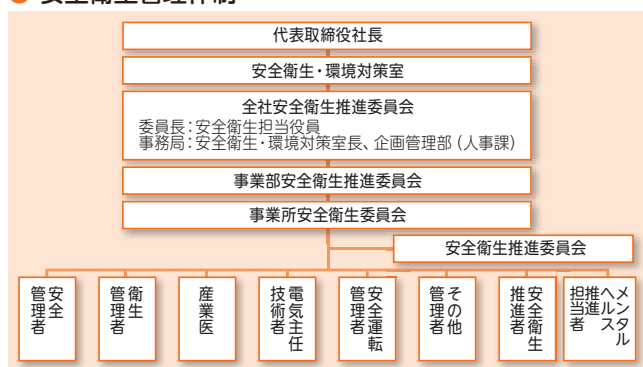 ● 安全衛生管理体制
代表取締役社長
安全衛生・環境対策室
全社安全衛生推進委員会
委員長：安全衛生担当役員
事務局：安全衛生・環境対策室長、企画管理部（人事課）
事業部安全衛生推進委員会
事業所安全衛生委員会
安全衛生推進委員会
安全
管理者
衛生
管理者
産業医
電気主任
技術者
安全運転
管理者
その他
管理者
安全衛生
推進者
メンタル
ヘルス
推進
担当者